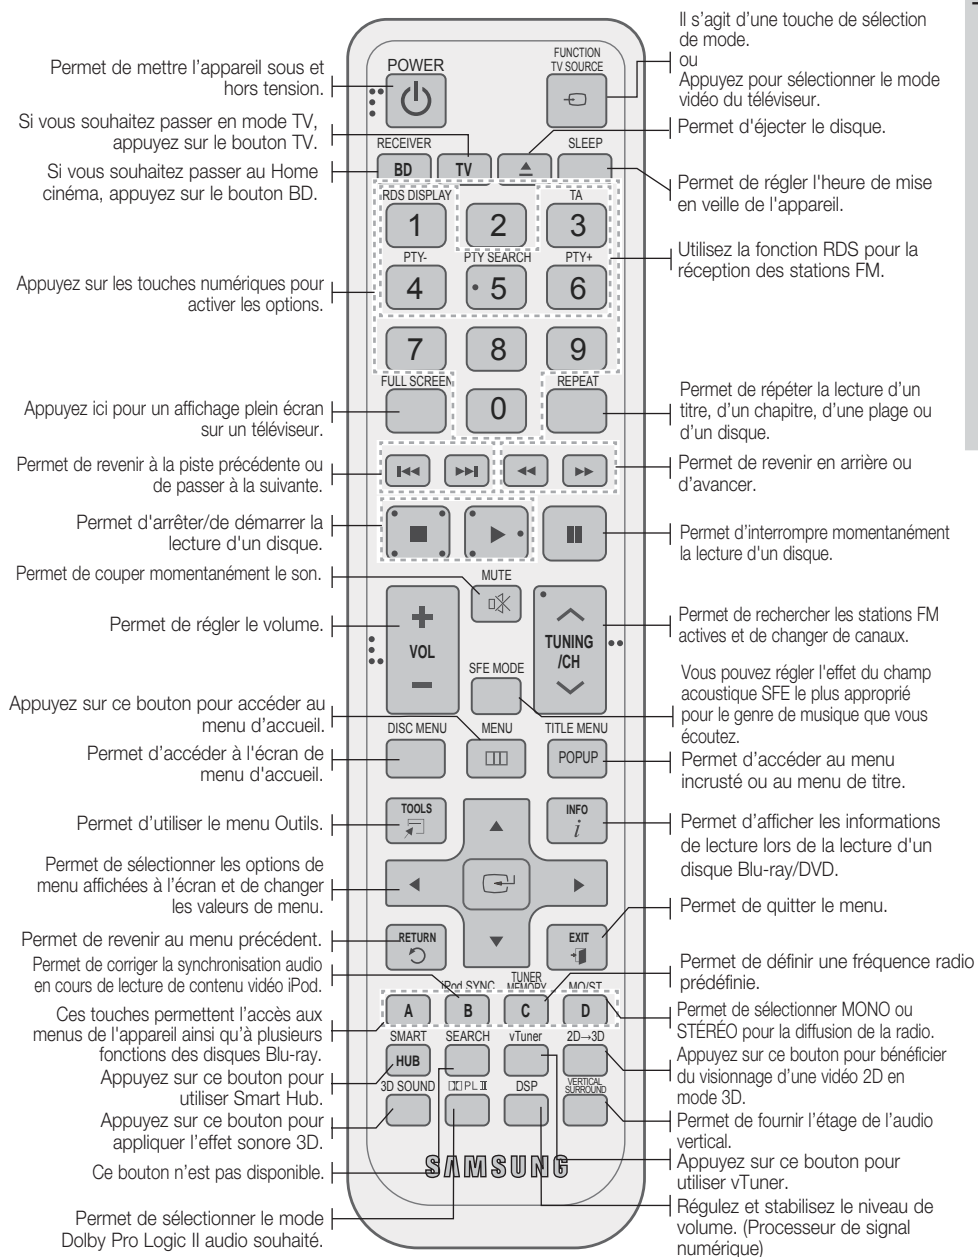 Permet de mettre l'appareil sous et
hors tension.
Si vous souhaitez passer en mode TV,
appuyez sur le bouton TV.
Si vous souhaitez passer au Home
cinéma, appuyez sur le bouton BD.
Appuyez sur les touches numériques pour
activer les options.
Appuyez ici pour un affichage plein écran
sur un téléviseur.
Permet de revenir à la piste précédente ou
de passer à la suivante.
Permet d'arrêter/de démarrer la
lecture d'un disque.
Permet de couper momentanément le son.
Permet de régler le volume.
Appuyez sur ce bouton pour accéder au
menu d'accueil.
Permet d'accéder à l'écran de
menu d'accueil.
Permet d'utiliser le menu Outils.
Permet de sélectionner les options de
menu affichées à l'écran et de changer
les valeurs de menu.
Permet de revenir au menu précédent.
Permet de corriger la synchronisation audio
en cours de lecture de contenu vidéo iPod.
Ces touches permettent l'accès aux
menus de l'appareil ainsi qu'à plusieurs
fonctions des disques Blu-ray.
Appuyez sur ce bouton pour
utiliser Smart Hub.
Appuyez sur ce bouton pour
appliquer l'effet sonore 3D.
Ce bouton n'est pas disponible.
Permet de sélectionner le mode
Dolby Pro Logic II audio souhaité.
POWER
FUNCTION
TV SOURCE
RECEIVER
SLEEP
BD
TV
RDS DISPLAY
TA
1
2
3
PTY-
PTY SEARCH
PTY+
4
5
6
7
8
9
FULL SCREEN
REPEAT
0
MUTE
VOL
TUNING
/CH
SFE MODE
DISC MENU
MENU
TITLE MENU
POPUP
TOOLS
INFO
i
RETURN
EXIT
iPod SYNC
TUNER
MEMORY
MO/ST
A
B
C
D
SMART
SEARCH
vTuner
2D→3D
HUB
3D SOUND
PL II
DSP
VERTICAL
SURROUND
SAMSUNG
Il s'agit d'une touche de sélection
de mode.
ou
Appuyez pour sélectionner le mode
vidéo du téléviseur.
Permet d'éjecter le disque.
Permet de régler l'heure de mise
en veille de l'appareil.
Utilisez la fonction RDS pour la
réception des stations FM.
Permet de répéter la lecture d'un
titre, d'un chapitre, d'une plage ou
d'un disque.
Permet de revenir en arrière ou
d'avancer.
Permet d'interrompre momentanément
la lecture d'un disque.
Permet de rechercher les stations FM
actives et de changer de canaux.
Vous pouvez régler l'effet du champ
acoustique SFE le plus approprié
pour le genre de musique que vous
écoutez.
Permet d'accéder au menu
incrusté ou au menu de titre.
Permet d'afficher les informations
de lecture lors de la lecture d'un
disque Blu-ray/DVD.
Permet de quitter le menu.
Permet de définir une fréquence radio
prédéfinie.
Permet de sélectionner MONO ou
STÉRÉO pour la diffusion de la radio.
Appuyez sur ce bouton pour bénéficier
du visionnage d'une vidéo 2D en
mode 3D.
Permet de fournir l'étage de l'audio
vertical.
Appuyez sur ce bouton pour
utiliser vTuner.
Régulez et stabilisez le niveau de
volume. (Processeur de signal
numérique)